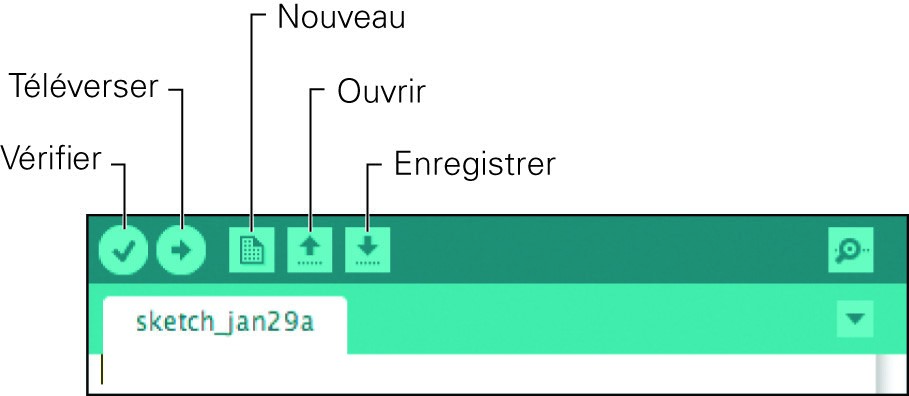 Nouveau
Téléverser
Ouvrir
Vérifier
Enregistrer
sketch_jan29a